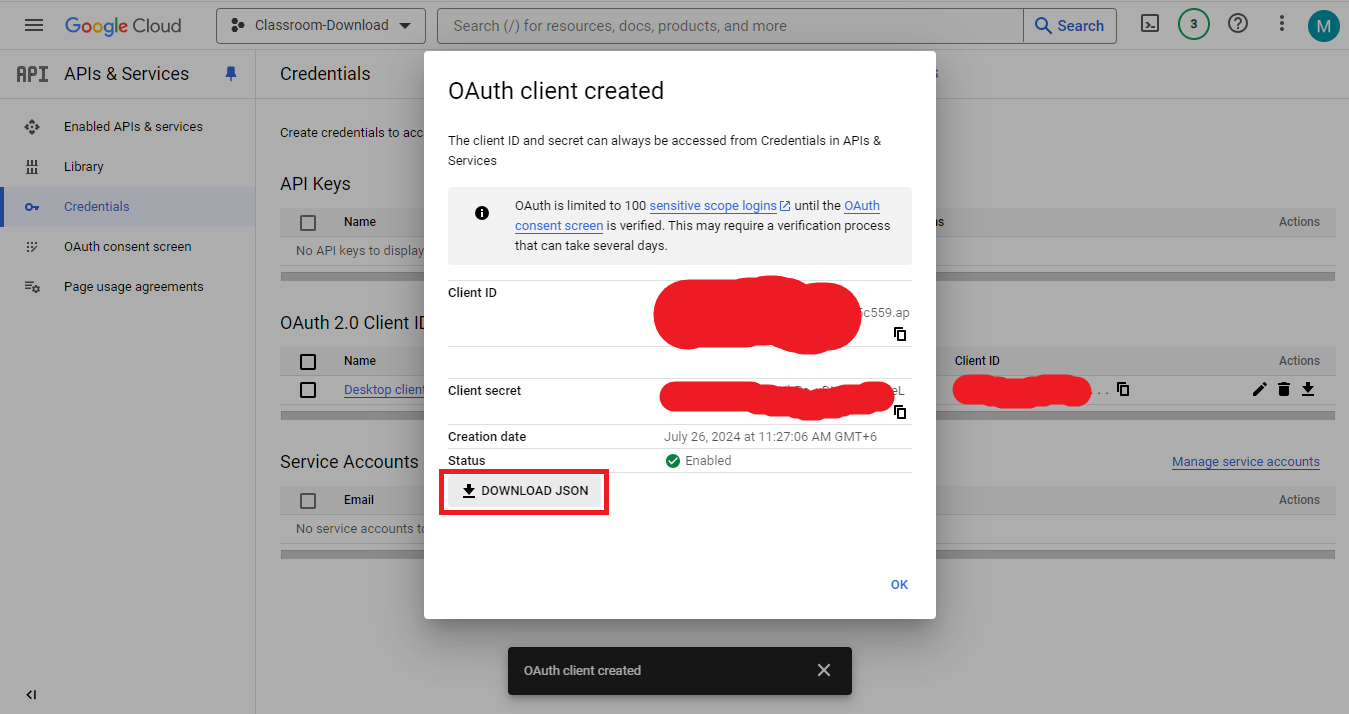 Google Cloud
Classroom-Download
Search (/) for resources, docs, products, and more
Search
3
M
API
APIs & Services
Credentials
Enabled APIs & services
Library
Credentials
OAuth consent screen
Page usage agreements
Create credentials to acc
API Keys
Name
Actions
No API keys to display
OAuth 2.0 Client ID
Name
Client ID
Actions
Desktop client
. .
Service Accounts
Manage service accounts
Email
Actions
No service accounts to
OAuth client created
The client ID and secret can always be accessed from Credentials in APIs &
Services
OAuth is limited to 100 sensitive scope logins until the OAuth
consent screen is verified. This may require a verification process
that can take several days.
Client ID
5c559.ap
Client secret
eL
Creation date
July 26, 2024 at 11:27:06 AM GMT+6
Status
Enabled
DOWNLOAD JSON
OK
OAuth client created